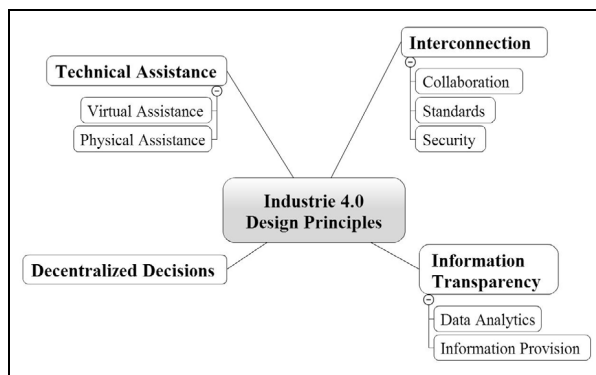 Technical Assistance
Virtual Assistance
Physical Assistance
Interconnection
Collaboration
Standards
Security
Industrie 4.0
Design Principles
Decentralized Decisions
Information
Transparency
Data Analytics
Information Provision